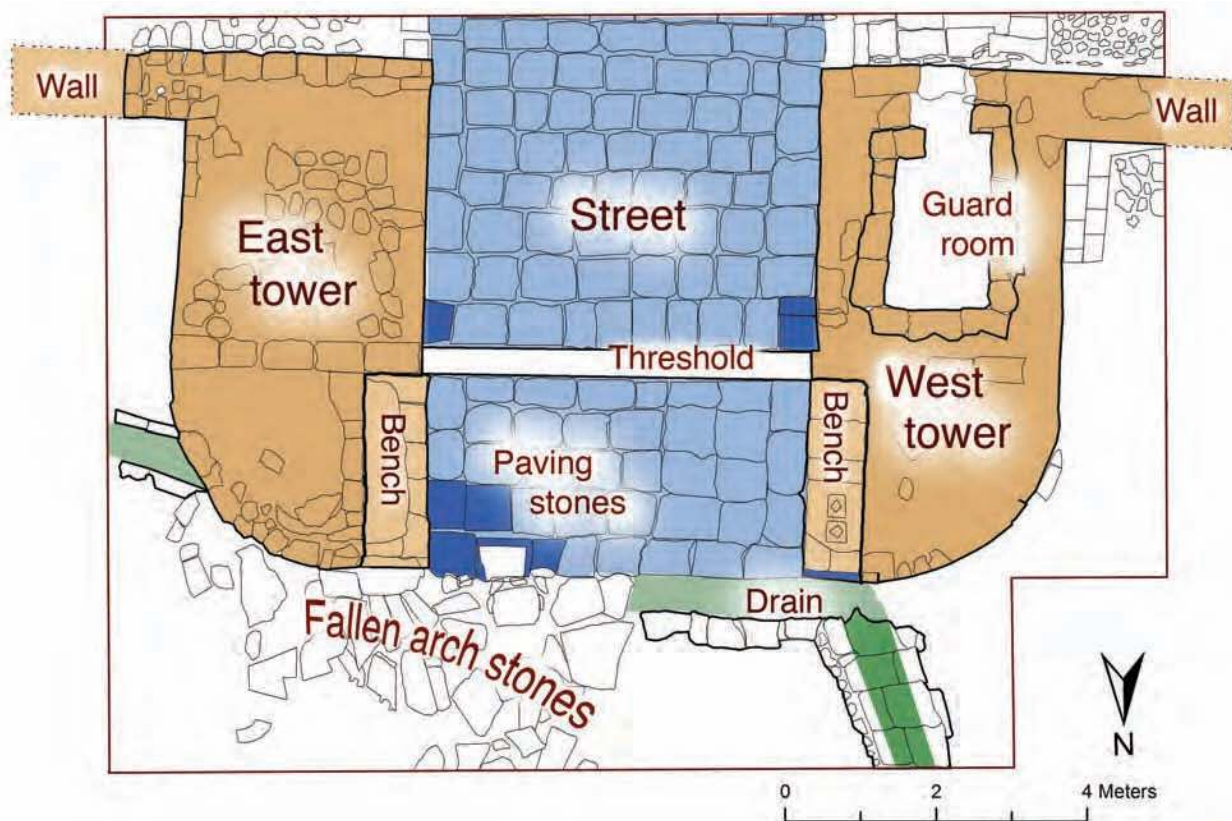 Wall
Wall
Street
Guard
room
East
tower
Threshold
West
tower
Bench
Bench
Paving
stones
Drain
Fallen arch stones
N
0 2 4 Meters